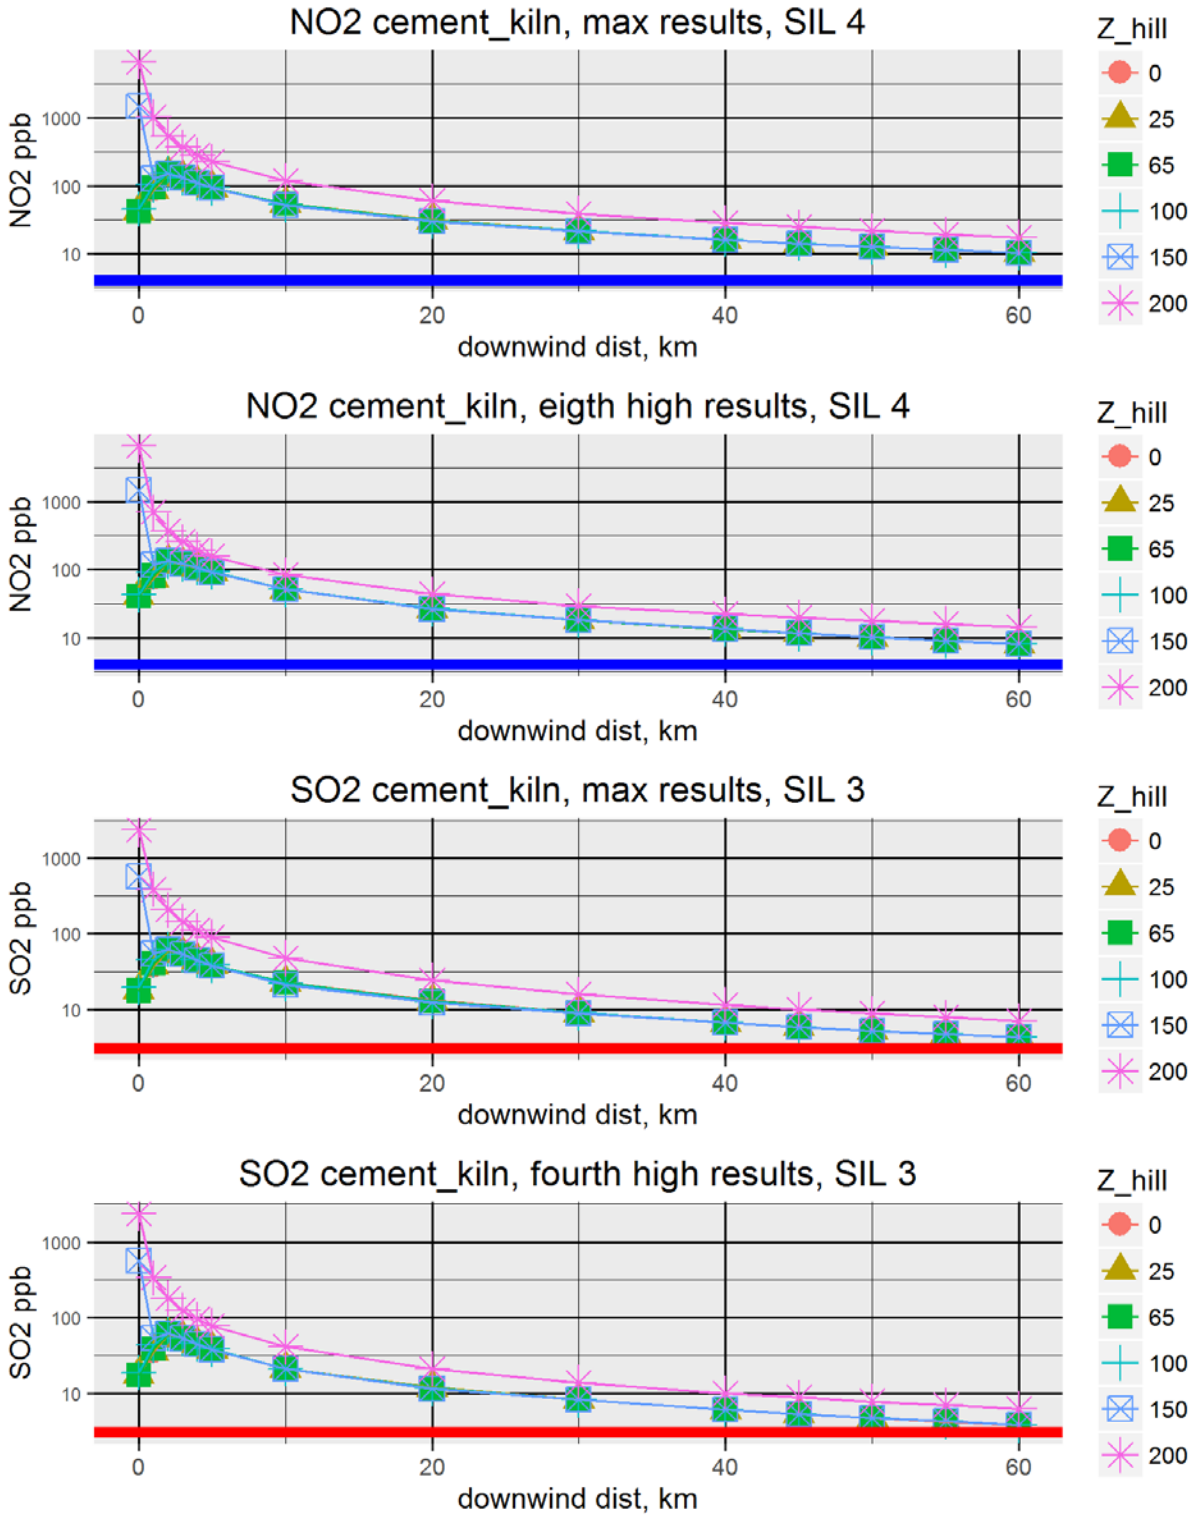 NO2 cement_kiln, max results, SIL 4
NO2 ppb
1000
100
10
0 20 40 60
downwind dist, km
Z_hill
0
25
65
100
150
200
NO2 cement_kiln, eigth high results, SIL 4
NO2 ppb
1000
100
10
0 20 40 60
downwind dist, km
Z_hill
0
25
65
100
150
200
SO2 cement_kiln, max results, SIL 3
SO2 ppb
1000
100
10
0 20 40 60
downwind dist, km
Z_hill
0
25
65
100
150
200
SO2 cement_kiln, fourth high results, SIL 3
SO2 ppb
1000
100
10
0 20 40 60
downwind dist, km
Z_hill
0
25
65
100
150
200